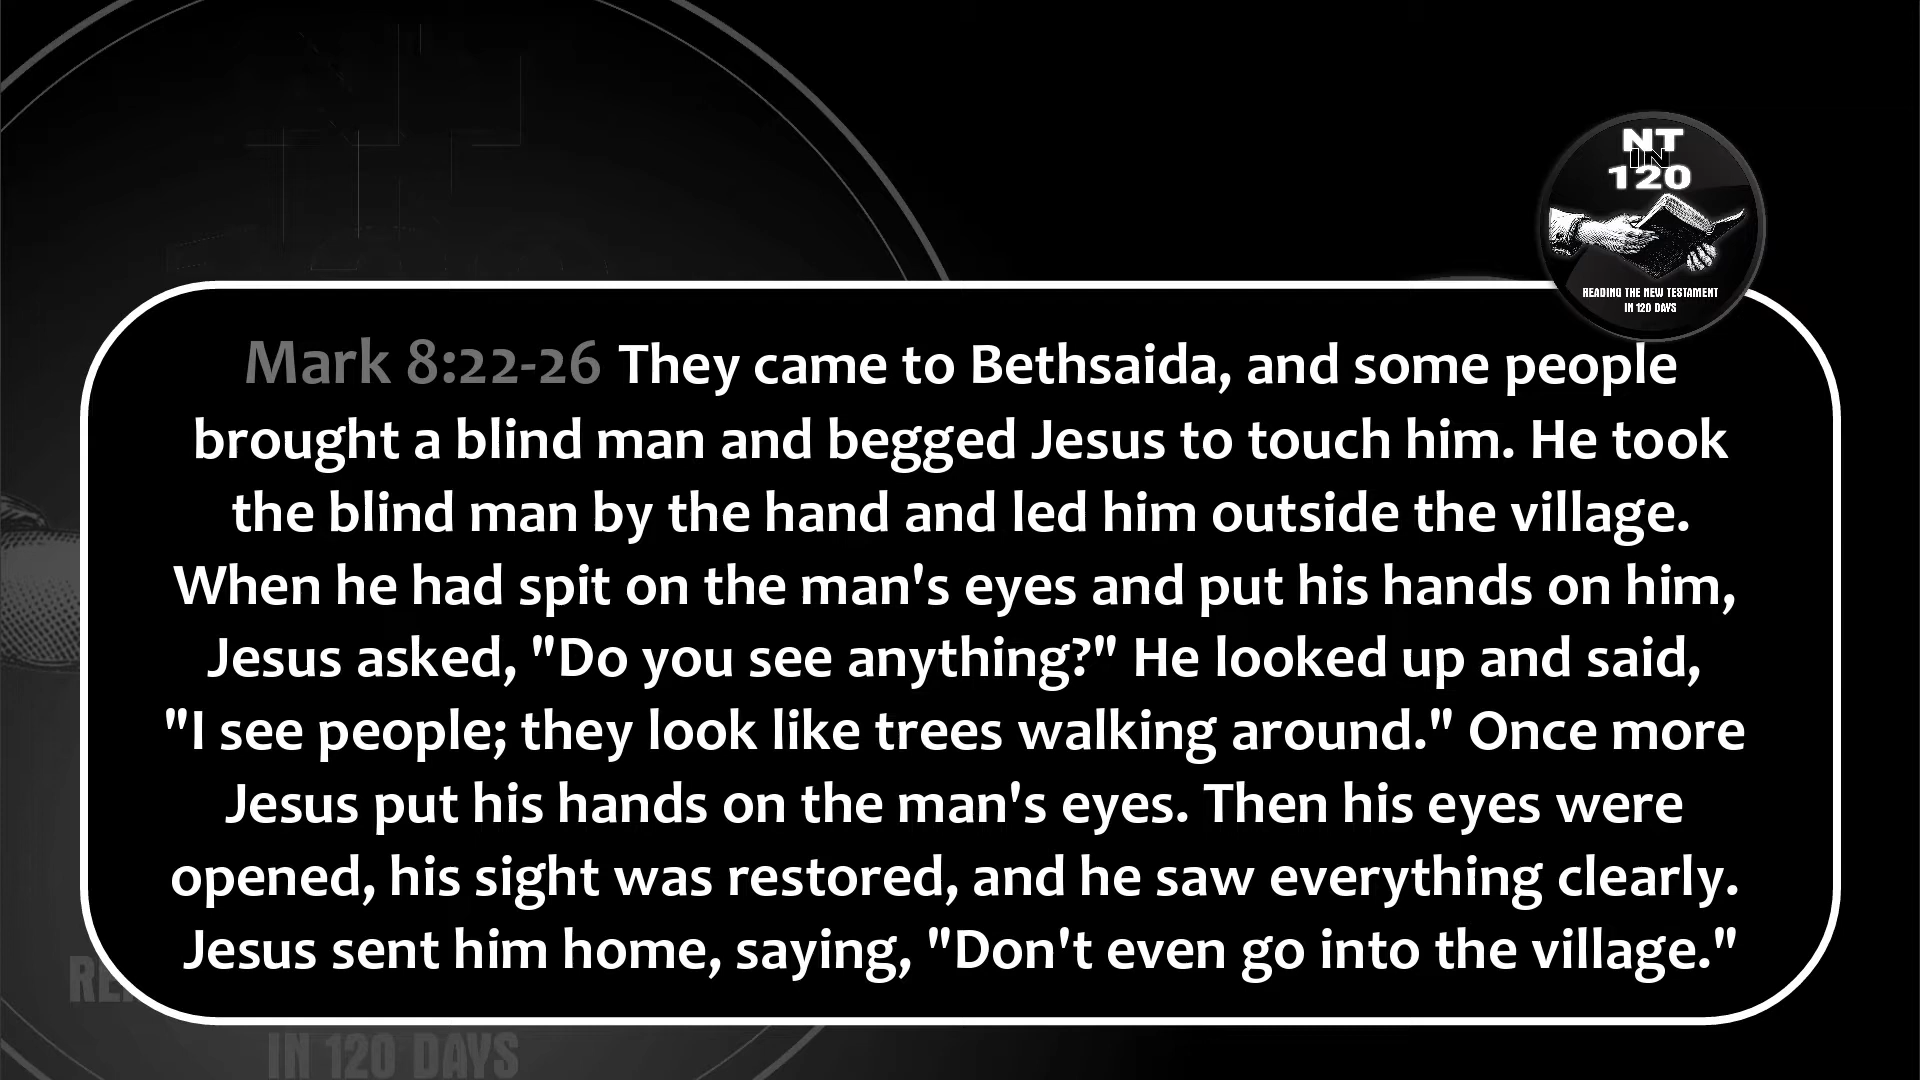 NT
IN
120
READING THE NEW TESTAMENT
IN 120 DAYS
Mark 8:22-26 They came to Bethsaida, and some people
brought a blind man and begged Jesus to touch him. He took
the blind man by the hand and led him outside the village.
When he had spit on the man's eyes and put his hands on him,
Jesus asked, "Do you see anything?" He looked up and said,
"I see people; they look like trees walking around." Once more
Jesus put his hands on the man's eyes. Then his eyes were
opened, his sight was restored, and he saw everything clearly.
Jesus sent him home, saying, "Don't even go into the village."
IN 120 DAYS